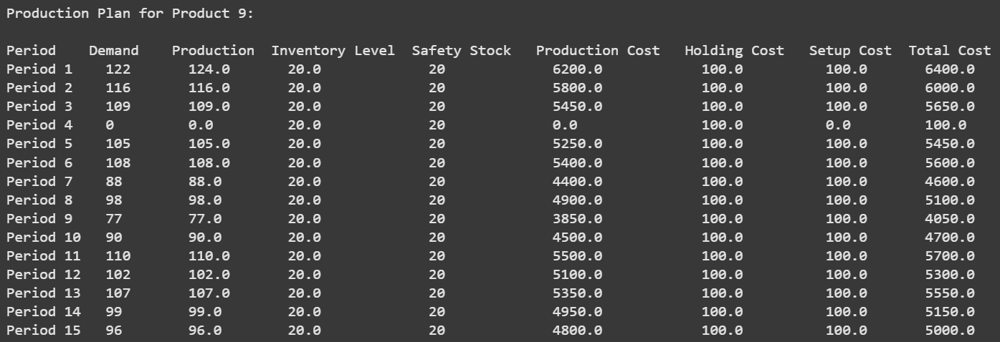 Production Plan for Product 9:
Period Demand Production Inventory Level Safety Stock Production Cost Holding Cost Setup Cost Total Cost
Period 1 122 124.0 20.0 20 6200.0 100.0 100.0 6400.0
Period 2 116 116.0 20.0 20 5800.0 100.0 100.0 6000.0
Period 3 109 109.0 20.0 20 5450.0 100.0 100.0 5650.0
Period 4 0 0.0 20.0 20 0.0 100.0 0.0 100.0
Period 5 105 105.0 20.0 20 5250.0 100.0 100.0 5450.0
Period 6 108 108.0 20.0 20 5400.0 100.0 100.0 5600.0
Period 7 88 88.0 20.0 20 4400.0 100.0 100.0 4600.0
Period 8 98 98.0 20.0 20 4900.0 100.0 100.0 5100.0
Period 9 77 77.0 20.0 20 3850.0 100.0 100.0 4050.0
Period 10 90 90.0 20.0 20 4500.0 100.0 100.0 4700.0
Period 11 110 110.0 20.0 20 5500.0 100.0 100.0 5700.0
Period 12 102 102.0 20.0 20 5100.0 100.0 100.0 5300.0
Period 13 107 107.0 20.0 20 5350.0 100.0 100.0 5550.0
Period 14 99 99.0 20.0 20 4950.0 100.0 100.0 5150.0
Period 15 96 96.0 20.0 20 4800.0 100.0 100.0 5000.0